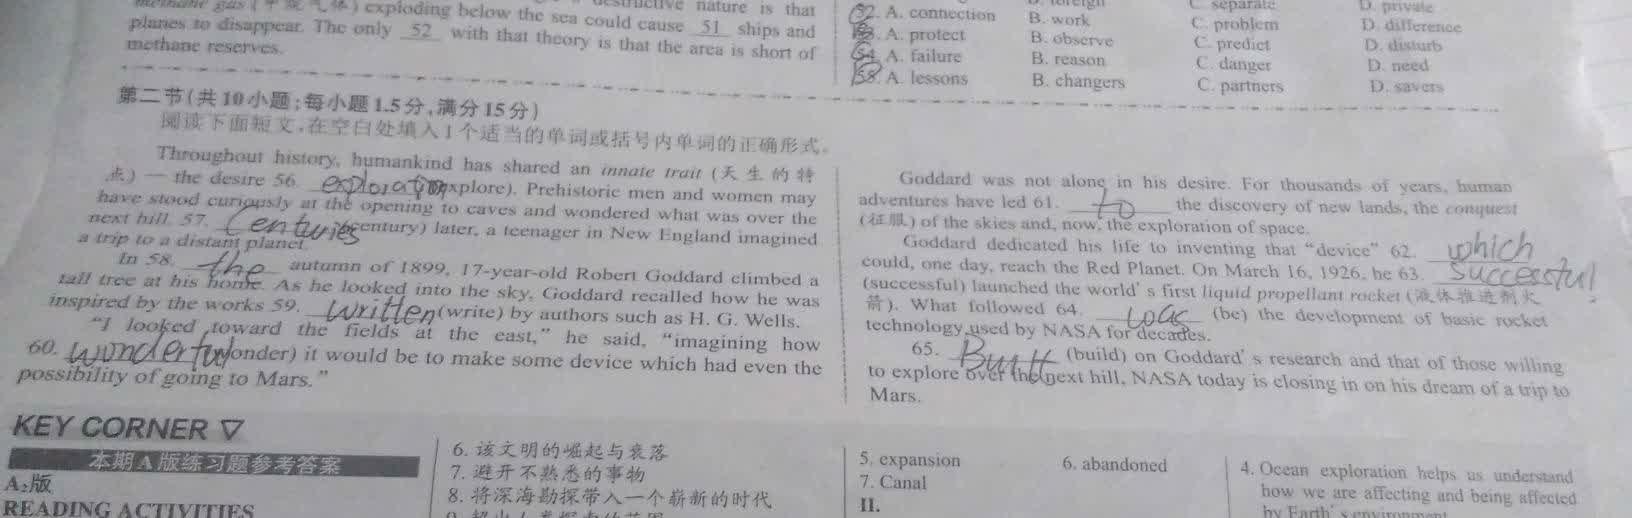 methane gas (甲烷气体) exploding below the sea could cause 51 ships and
destructive nature is that
planes to disappear. The only 52 with that theory is that the area is short of
methane reserves.
separate D. private
52. A. connection B. work C. problem D. difference
53. A. protect B. observe C. predict D. disturb
54. A. failure B. reason C. danger D. need
55. A. lessons B. changers C. partners D. savers
第二节(共10小题;每小题1.5分,满分15分)
阅读下面短文,在空白处填入1个适当的单词或括号内单词的正确形式。
Throughout history, humankind has shared an innate trait (天生的特
点) — the desire 56. exploration (explore). Prehistoric men and women may
have stood curiously at the opening to caves and wondered what was over the
next hill. 57. Centuries (century) later, a teenager in New England imagined
a trip to a distant planet.
In 58. the autumn of 1899, 17-year-old Robert Goddard climbed a
tall tree at his home. As he looked into the sky, Goddard recalled how he was
inspired by the works 59. written (write) by authors such as H. G. Wells.
“I looked toward the fields at the east,” he said, “imagining how
60. wonderful (wonder) it would be to make some device which had even the
possibility of going to Mars.”
Goddard was not alone in his desire. For thousands of years, human
adventures have led 61. to the discovery of new lands, the conquest
(征服) of the skies and, now, the exploration of space.
Goddard dedicated his life to inventing that “device” 62. which
could, one day, reach the Red Planet. On March 16, 1926, he 63. successful
(successful) launched the world's first liquid propellant rocket (液体推进剂火
箭). What followed 64. was (be) the development of basic rocket
technology used by NASA for decades.
65. Built (build) on Goddard's research and that of those willing
to explore over the next hill, NASA today is closing in on his dream of a trip to
Mars.
KEY CORNER ▽
本期A版练习题参考答案
A2版
READING ACTIVITIES
6. 该文明的崛起与衰落
7. 避开不熟悉的事物
8. 将深海勘探带入一个崭新的时代
5. expansion 6. abandoned
7. Canal
II.
4. Ocean exploration helps us understand
how we are affecting and being affected
by Earth's environment